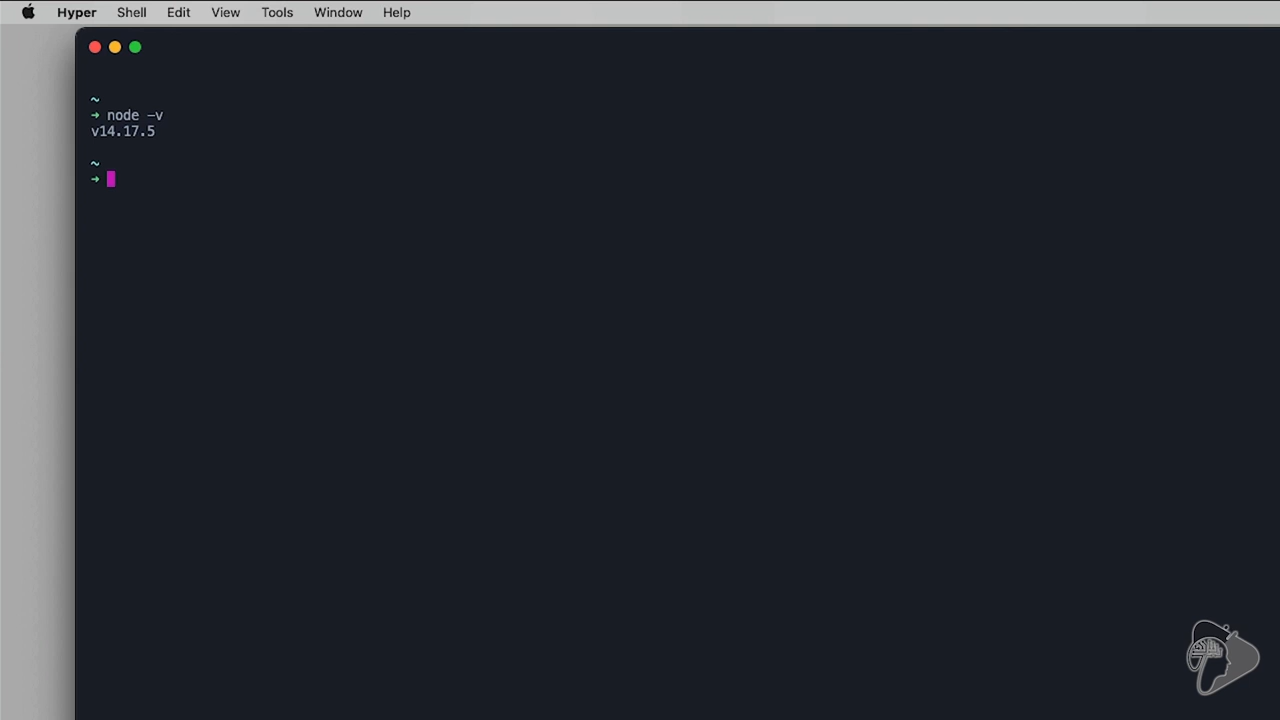 Hyper Shell Edit View Tools Window Help
~
➜ node -v
v14.17.5
~
➜